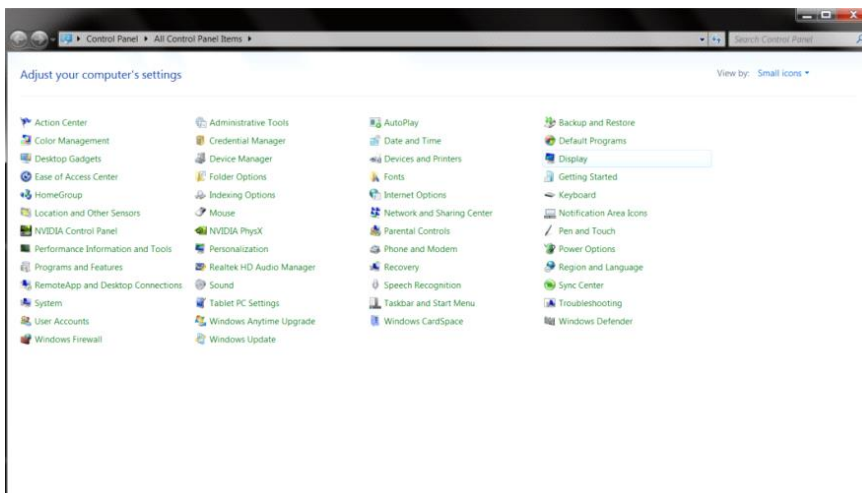 Control Panel All Control Panel Items
Search Control Panel
Adjust your computer's settings
View by: Small icons
Action Center Administrative Tools AutoPlay Backup and Restore
Color Management Credential Manager Date and Time Default Programs
Desktop Gadgets Device Manager Devices and Printers Display
Ease of Access Center Folder Options Fonts Getting Started
HomeGroup Indexing Options Internet Options Keyboard
Location and Other Sensors Mouse Network and Sharing Center Notification Area Icons
NVIDIA Control Panel NVIDIA PhysX Parental Controls Pen and Touch
Performance Information and Tools Personalization Phone and Modem Power Options
Programs and Features Realtek HD Audio Manager Recovery Region and Language
RemoteApp and Desktop Connections Sound Speech Recognition Sync Center
System Tablet PC Settings Taskbar and Start Menu Troubleshooting
User Accounts Windows Anytime Upgrade Windows CardSpace Windows Defender
Windows Firewall Windows Update